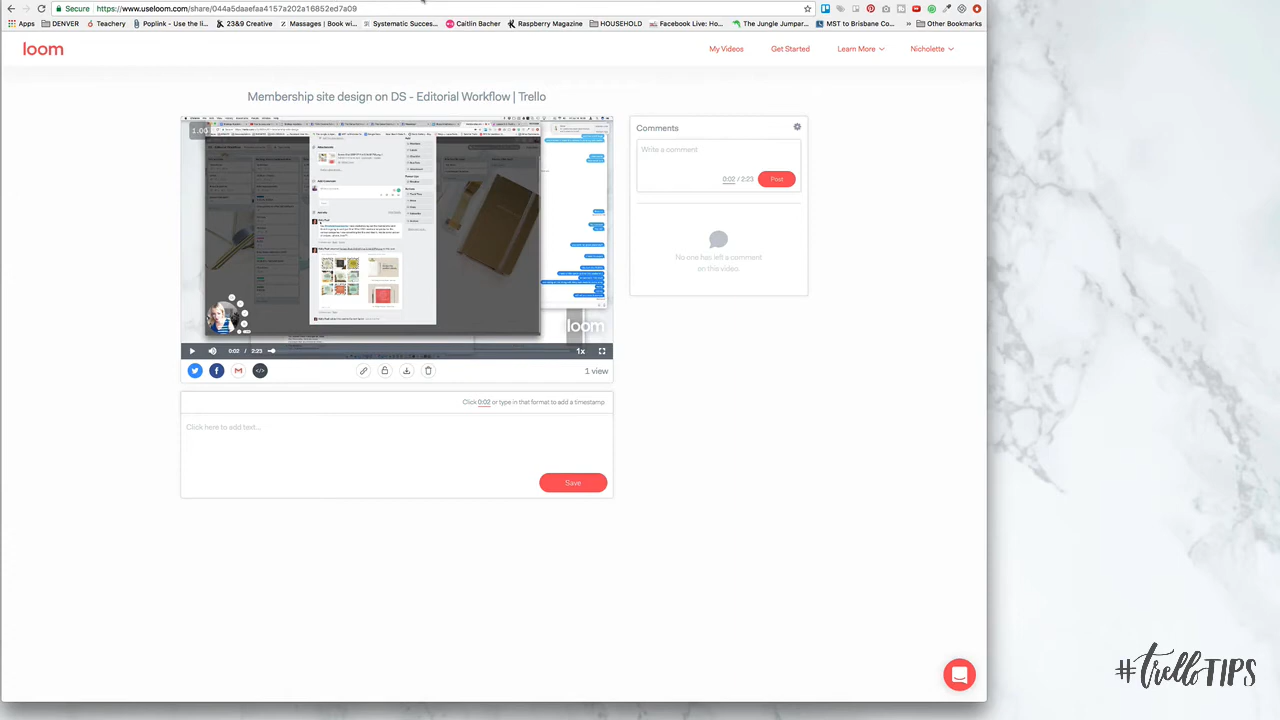 Secure
https://www.useloom.com/share/044a5daaefaa4157a202a16852ed7a09
Apps DENVER Teachery Poplink - Use the li... 23&9 Creative Massages | Book wi... Systematic Succes... Caitlin Bacher Raspberry Magazine HOUSEHOLD Facebook Live: Ho... The Jungle Jumpar... MST to Brisbane Co... » Other Bookmarks
loom
My Videos Get Started Learn More Nicholette
Membership site design on DS - Editorial Workflow | Trello
1.00
loom
0:02 / 2:23 1x
1 view
Click 0:02 or type in that format to add a timestamp
Click here to add text...
Save
Comments
Write a comment
0:02 / 2:23 Post
No one has left a comment
on this video
#trelloTIPS